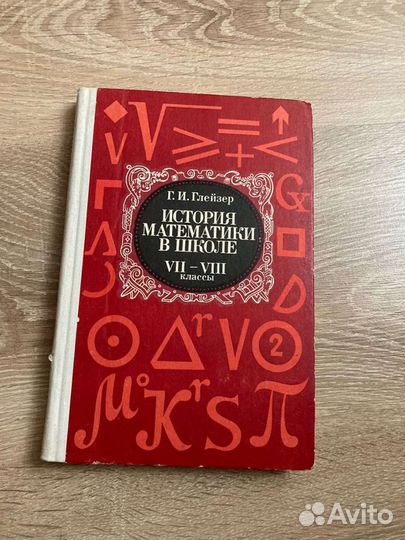 Г. И. Глейзер
ИСТОРИЯ
МАТЕМАТИКИ
В ШКОЛЕ
VII – VIII
классы
Avito